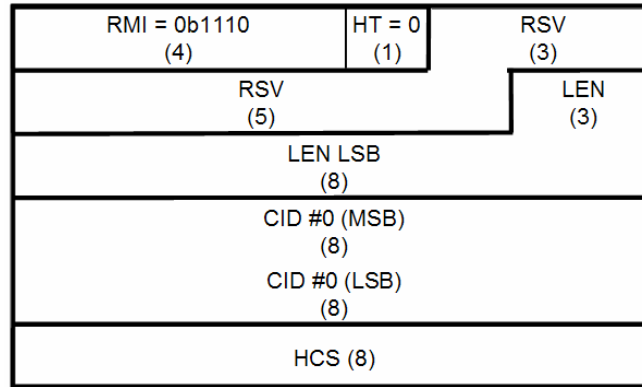 RMI = 0b1110 HT = 0 RSV
(4) (1) (3)
RSV LEN
(5) (3)
LEN LSB
(8)
CID #0 (MSB)
(8)
CID #0 (LSB)
(8)
HCS (8)